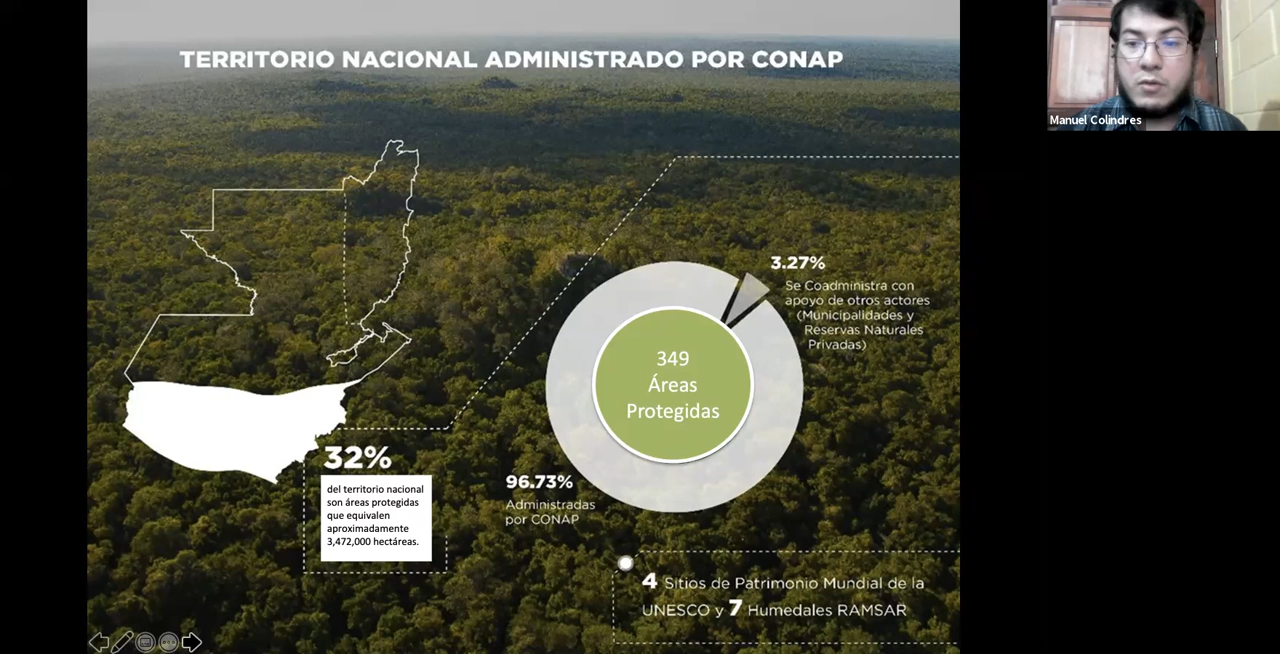 TERRITORIO NACIONAL ADMINISTRADO POR CONAP
Manuel Colindres
3.27%
Se Coadministra con
apoyo de otros actores
(Municipalidades y
Reservas Naturales
Privadas)
349
Áreas
Protegidas
32%
del territorio nacional
son áreas protegidas
que equivalen
aproximadamente
3,472,000 hectáreas.
96.73%
Administradas
por CONAP
4 Sitios de Patrimonio Mundial de la
UNESCO y 7 Humedales RAMSAR